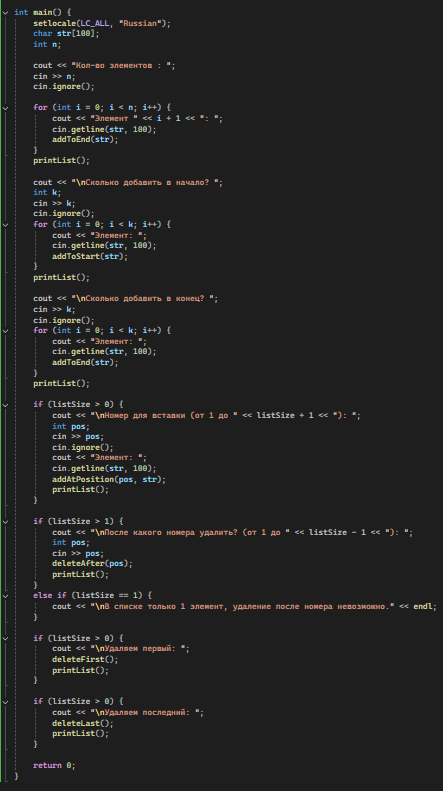 int main() {
    setlocale(LC_ALL, "Russian");
    char str[100];
    int n;

    cout << "Кол-во элементов : ";
    cin >> n;
    cin.ignore();

    for (int i = 0; i < n; i++) {
        cout << "Элемент " << i + 1 << ": ";
        cin.getline(str, 100);
        addToEnd(str);
    }
    printList();

    cout << "\nСколько добавить в начало? ";
    int k;
    cin >> k;
    cin.ignore();
    for (int i = 0; i < k; i++) {
        cout << "Элемент: ";
        cin.getline(str, 100);
        addToStart(str);
    }
    printList();

    cout << "\nСколько добавить в конец? ";
    cin >> k;
    cin.ignore();
    for (int i = 0; i < k; i++) {
        cout << "Элемент: ";
        cin.getline(str, 100);
        addToEnd(str);
    }
    printList();

    if (listSize > 0) {
        cout << "\nНомер для вставки (от 1 до " << listSize + 1 << "): ";
        int pos;
        cin >> pos;
        cin.ignore();
        cout << "Элемент: ";
        cin.getline(str, 100);
        addAtPosition(pos, str);
        printList();
    }

    if (listSize > 1) {
        cout << "\nПосле какого номера удалить? (от 1 до " << listSize - 1 << "): ";
        int pos;
        cin >> pos;
        deleteAfter(pos);
        printList();
    }
    else if (listSize == 1) {
        cout << "\nВ списке только 1 элемент, удаление после номера невозможно." << endl;
    }

    if (listSize > 0) {
        cout << "\nУдаляем первый: ";
        deleteFirst();
        printList();
    }

    if (listSize > 0) {
        cout << "\nУдаляем последний: ";
        deleteLast();
        printList();
    }

    return 0;
}